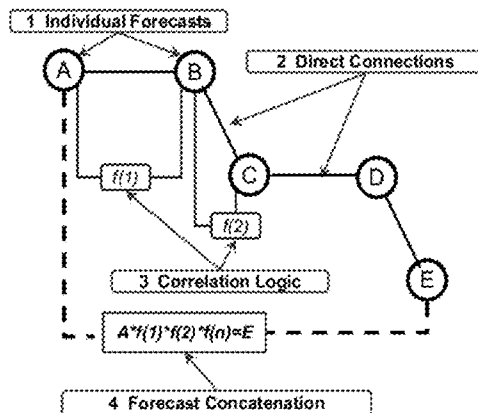 1 Individual Forecasts
A
B
2 Direct Connections
f(1)
C
D
f(2)
3 Correlation Logic
E
A*f(1)*f(2)*f(n)=E
4 Forecast Concatenation